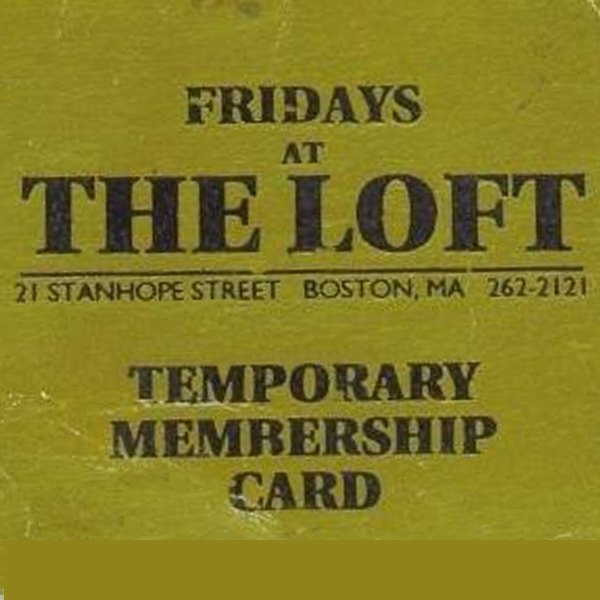 FRIDAYS
AT
THE LOFT
21 STANHOPE STREET BOSTON, MA 262-2121
TEMPORARY
MEMBERSHIP
CARD